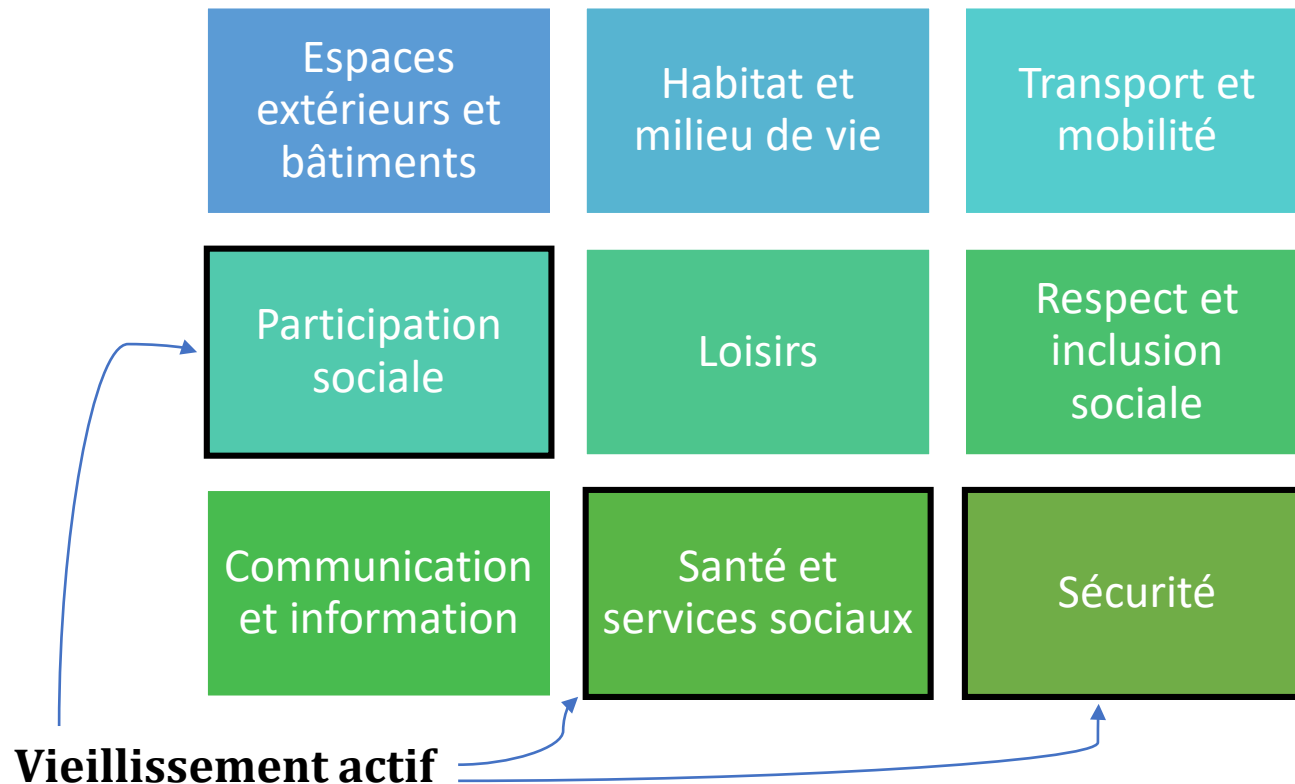 Espaces
extérieurs et
bâtiments
Habitat et
milieu de vie
Transport et
mobilité
Participation
sociale
Loisirs
Respect et
inclusion
sociale
Communication
et information
Santé et
services sociaux
Sécurité
Vieillissement actif